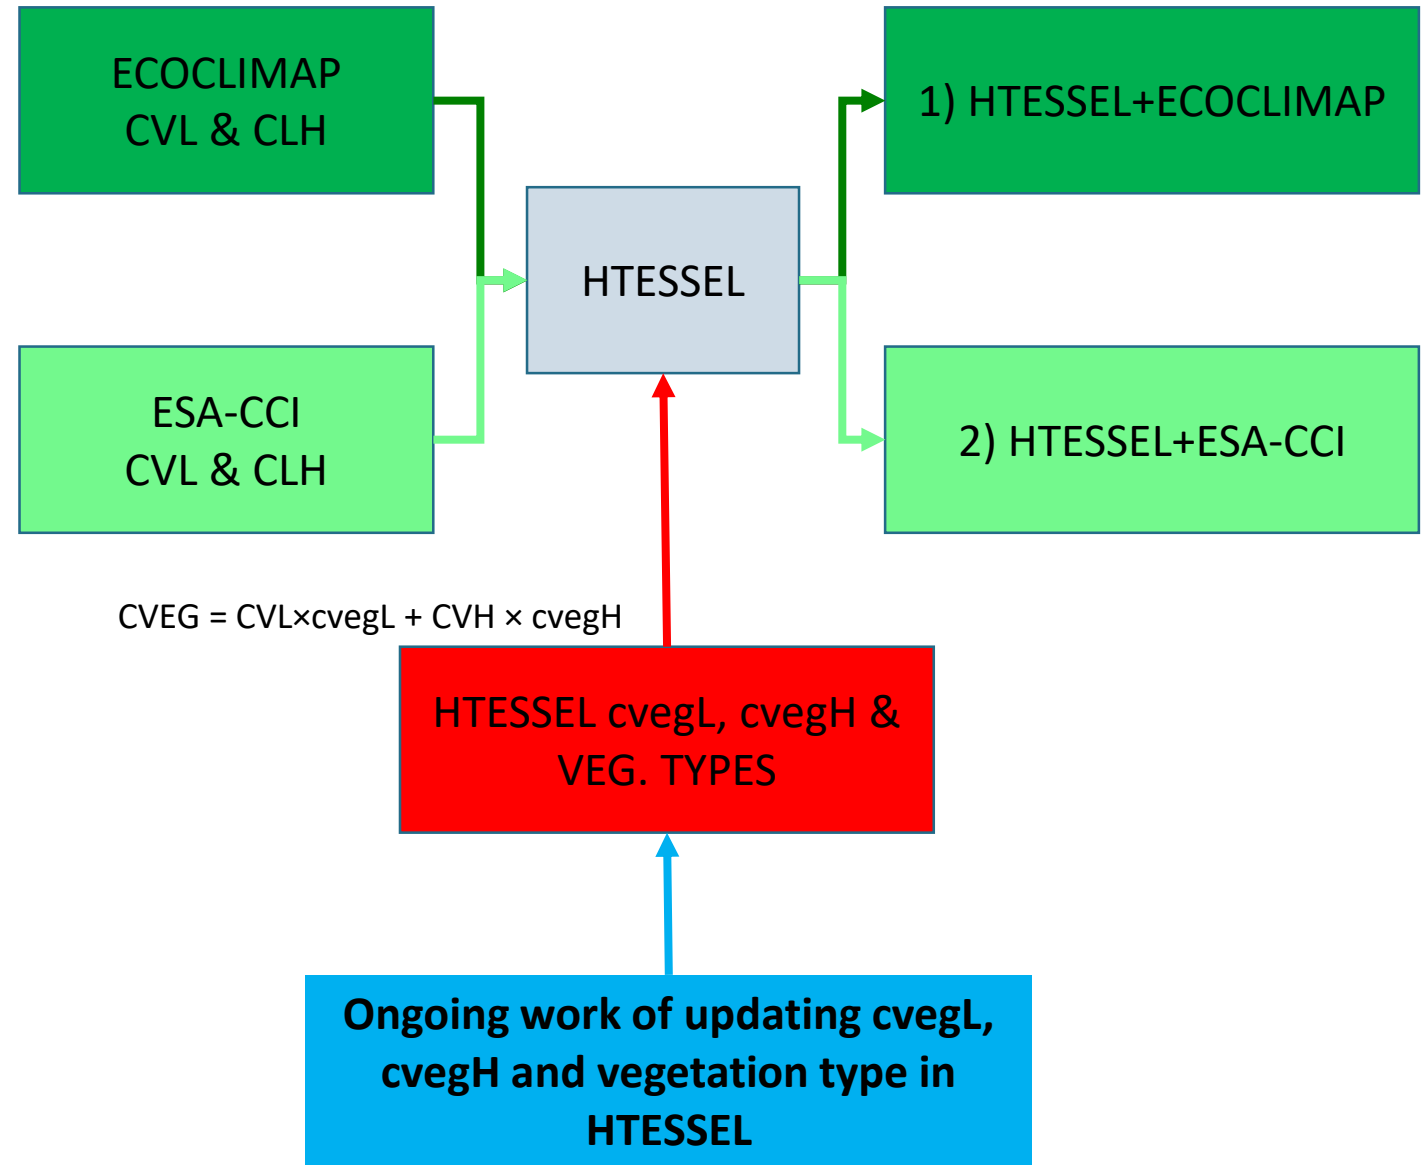 ECOCLIMAP
CVL & CLH
1) HTESSEL+ECOCLIMAP
HTESSEL
ESA-CCI
CVL & CLH
2) HTESSEL+ESA-CCI
CVEG = CVL×cvegL + CVH × cvegH
HTESSEL cvegL, cvegH &
VEG. TYPES
Ongoing work of updating cvegL,
cvegH and vegetation type in
HTESSEL